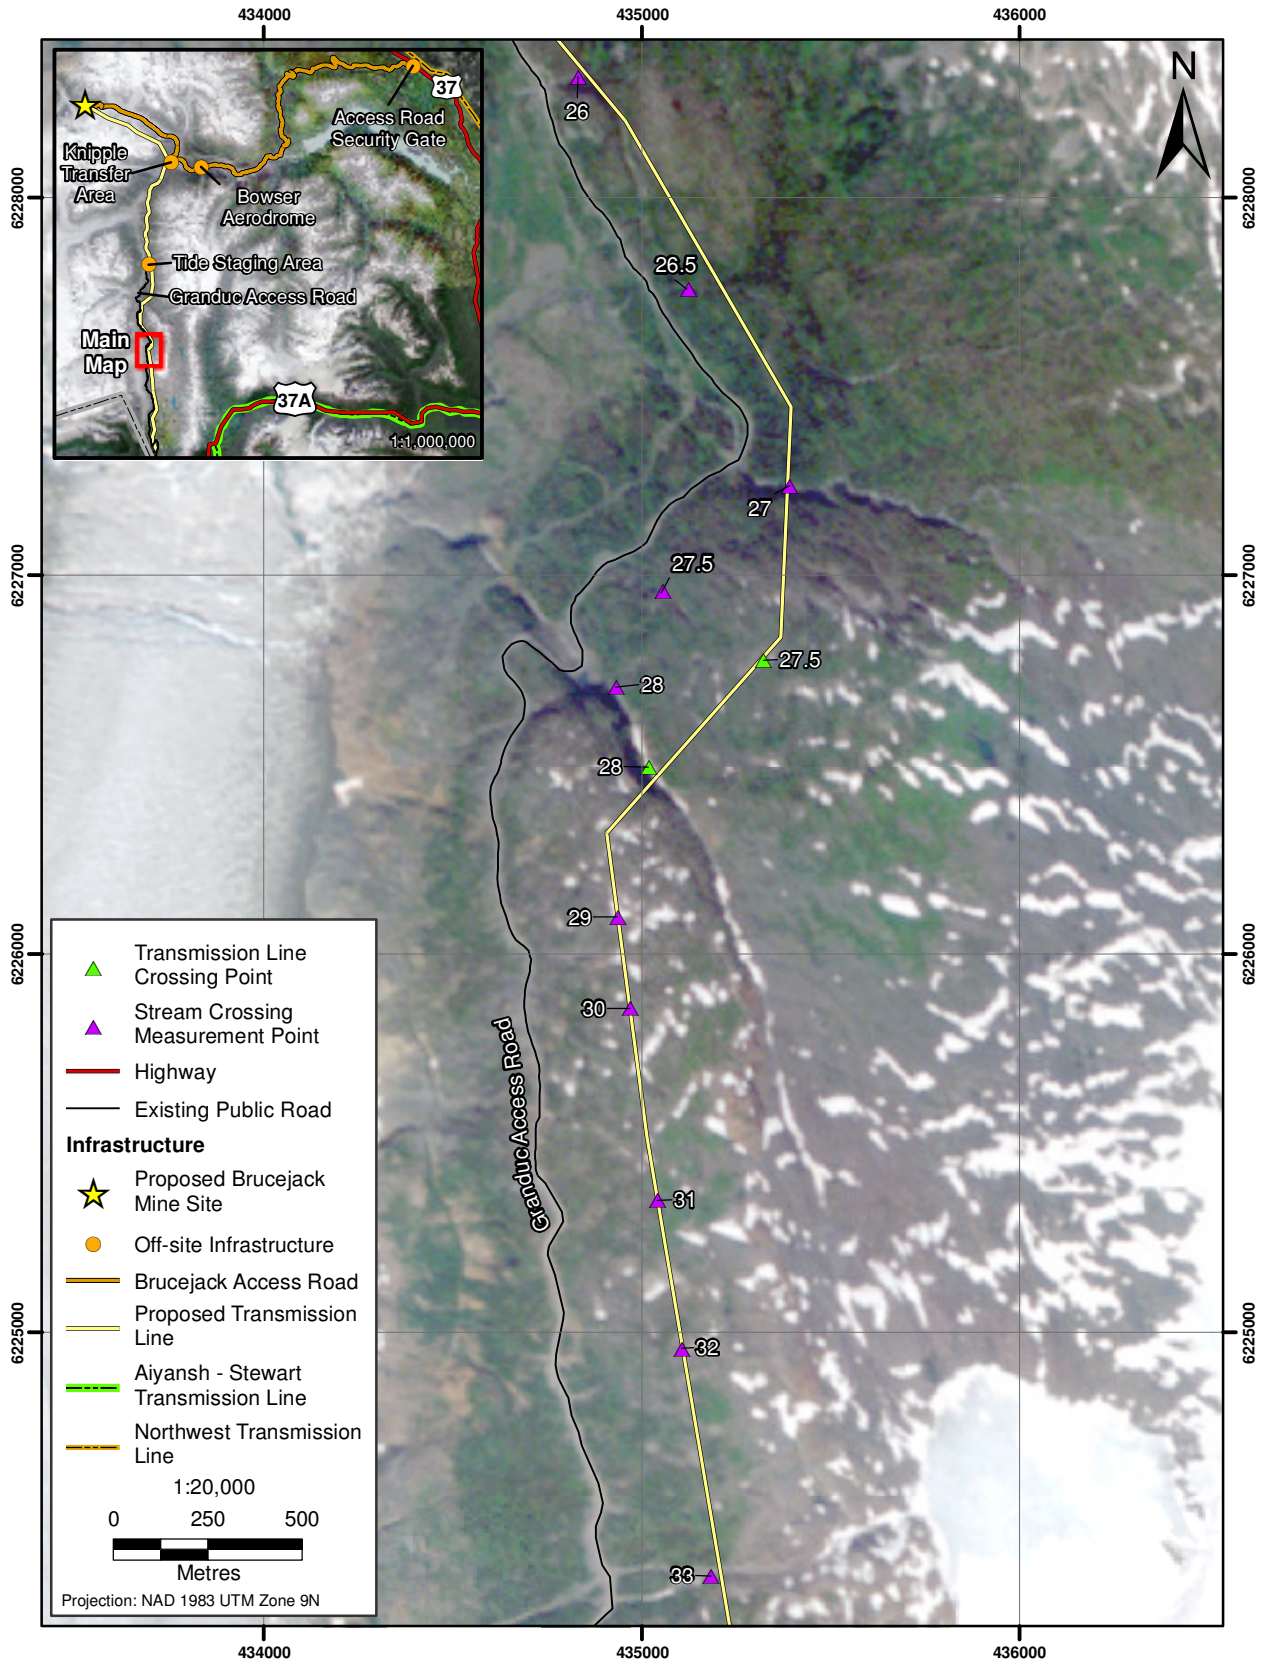 434000
435000
436000
N
37
Access Road
Security Gate
Knipple
Transfer
Area
Bowser
Aerodrome
Tide Staging Area
Granduc Access Road
Main
Map
37A
1:1,000,000
26
6228000
6228000
26.5
27
27.5
6227000
6227000
27.5
28
28
29
6226000
6226000
30
Granduc Access Road
31
6225000
6225000
32
33
Transmission Line
Crossing Point
Stream Crossing
Measurement Point
Highway
Existing Public Road
Infrastructure
Proposed Brucejack
Mine Site
Off-site Infrastructure
Brucejack Access Road
Proposed Transmission
Line
Aiyansh - Stewart
Transmission Line
Northwest Transmission
Line
1:20,000
0 250 500
Metres
Projection: NAD 1983 UTM Zone 9N
434000
435000
436000